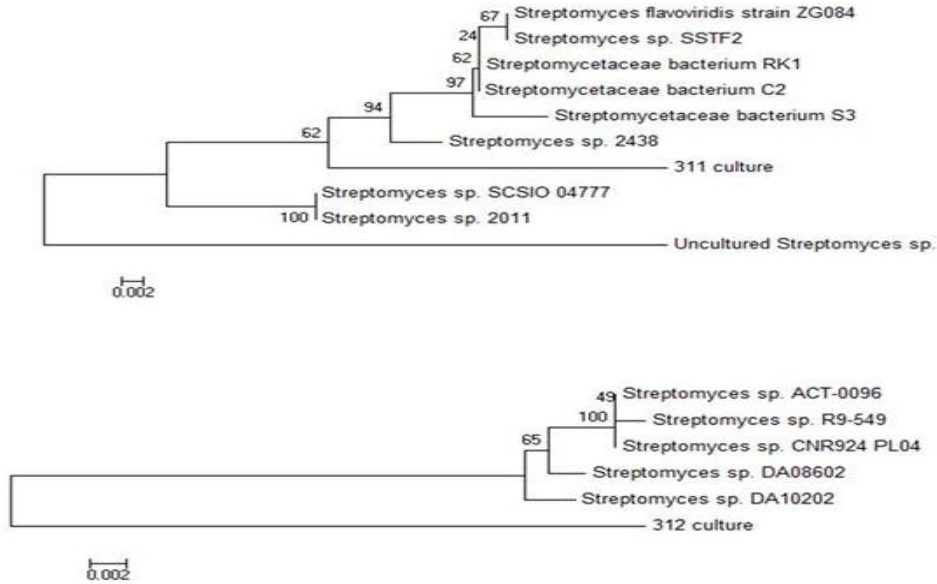 67
Streptomyces flavoviridis strain ZG084
24
Streptomyces sp. SSTF2
62
Streptomycetaceae bacterium RK1
97
Streptomycetaceae bacterium C2
94
Streptomycetaceae bacterium S3
62
Streptomyces sp. 2438
311 culture
Streptomyces sp. SCSIO 04777
100
Streptomyces sp. 2011
Uncultured Streptomyces sp.
0.002
49
Streptomyces sp. ACT-0096
100
Streptomyces sp. R9-549
65
Streptomyces sp. CNR924 PL04
Streptomyces sp. DA08602
Streptomyces sp. DA10202
312 culture
0.002